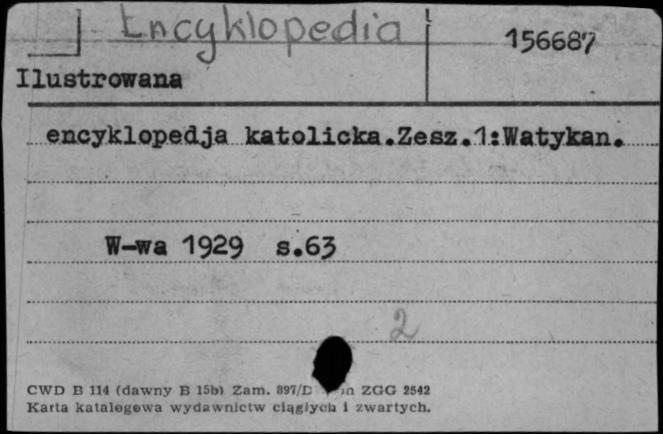 Encyklopedia
156687
Ilustrowana
encyklopedja katolicka.Zesz.1:Watykan.
W-wa 1929 s.63
2
CWD B 114 (dawny B 15b) Zam. 897/D ZGG 2542
Karta katalogowa wydawnictw ciągłych i zwartych.